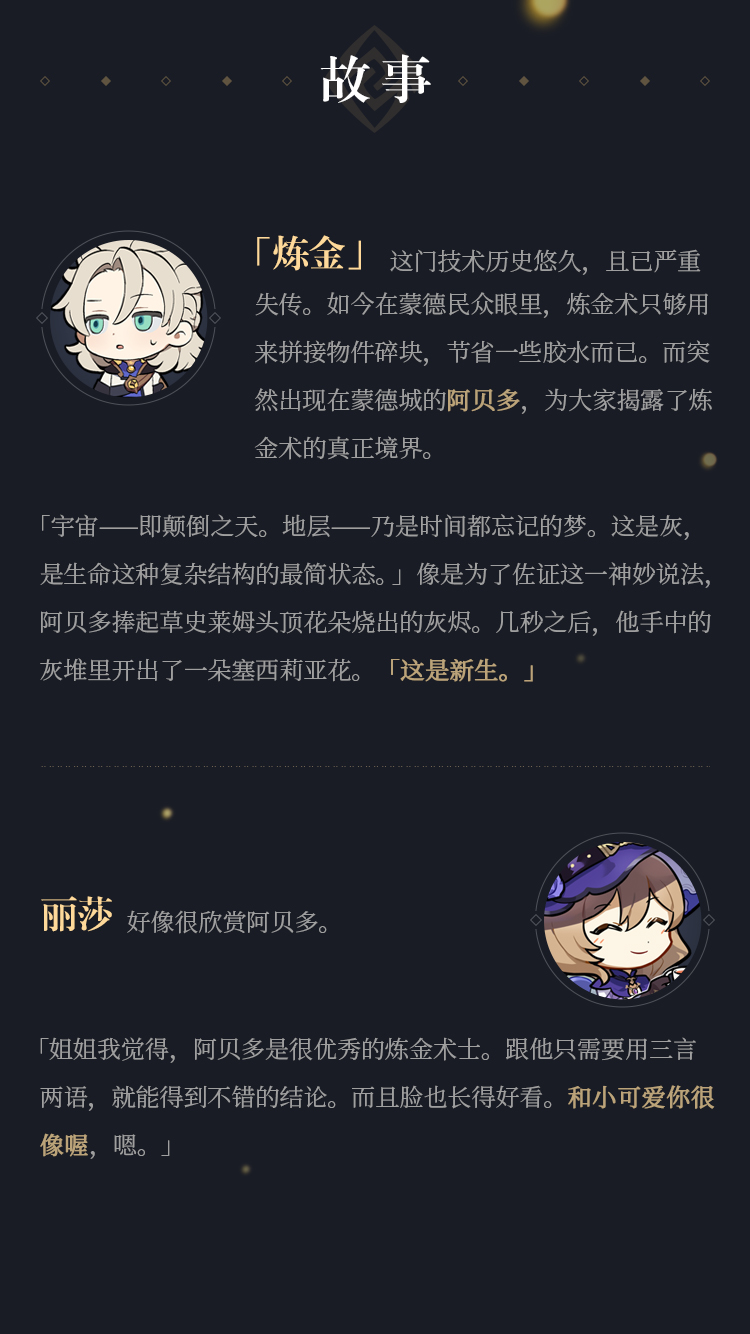 故事
「炼金」 这门技术历史悠久，且已严重
失传。如今在蒙德民众眼里，炼金术只够用
来拼接物件碎块，节省一些胶水而已。而突
然出现在蒙德城的阿贝多，为大家揭露了炼
金术的真正境界。
「宇宙——即颠倒之天。地层——乃是时间都忘记的梦。这是灰，
是生命这种复杂结构的最简状态。」像是为了佐证这一神妙说法，
阿贝多捧起草史莱姆头顶花朵烧出的灰烬。几秒之后，他手中的
灰堆里开出了一朵塞西莉亚花。「这是新生。」
丽莎 好像很欣赏阿贝多。
「姐姐我觉得，阿贝多是很优秀的炼金术士。跟他只需要用三言
两语，就能得到不错的结论。而且脸也长得好看。和小可爱你很
像喔，嗯。」